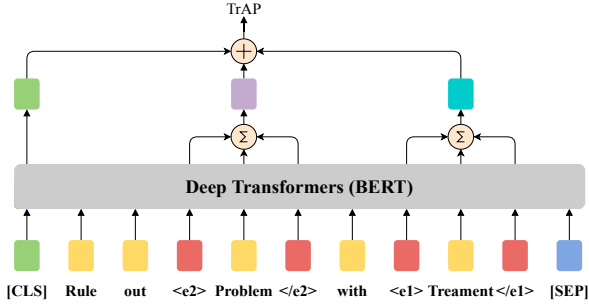 TrAP
+
Σ Σ
Deep Transformers (BERT)
[CLS] Rule out <e2> Problem </e2> with <e1> Treament </e1> [SEP]